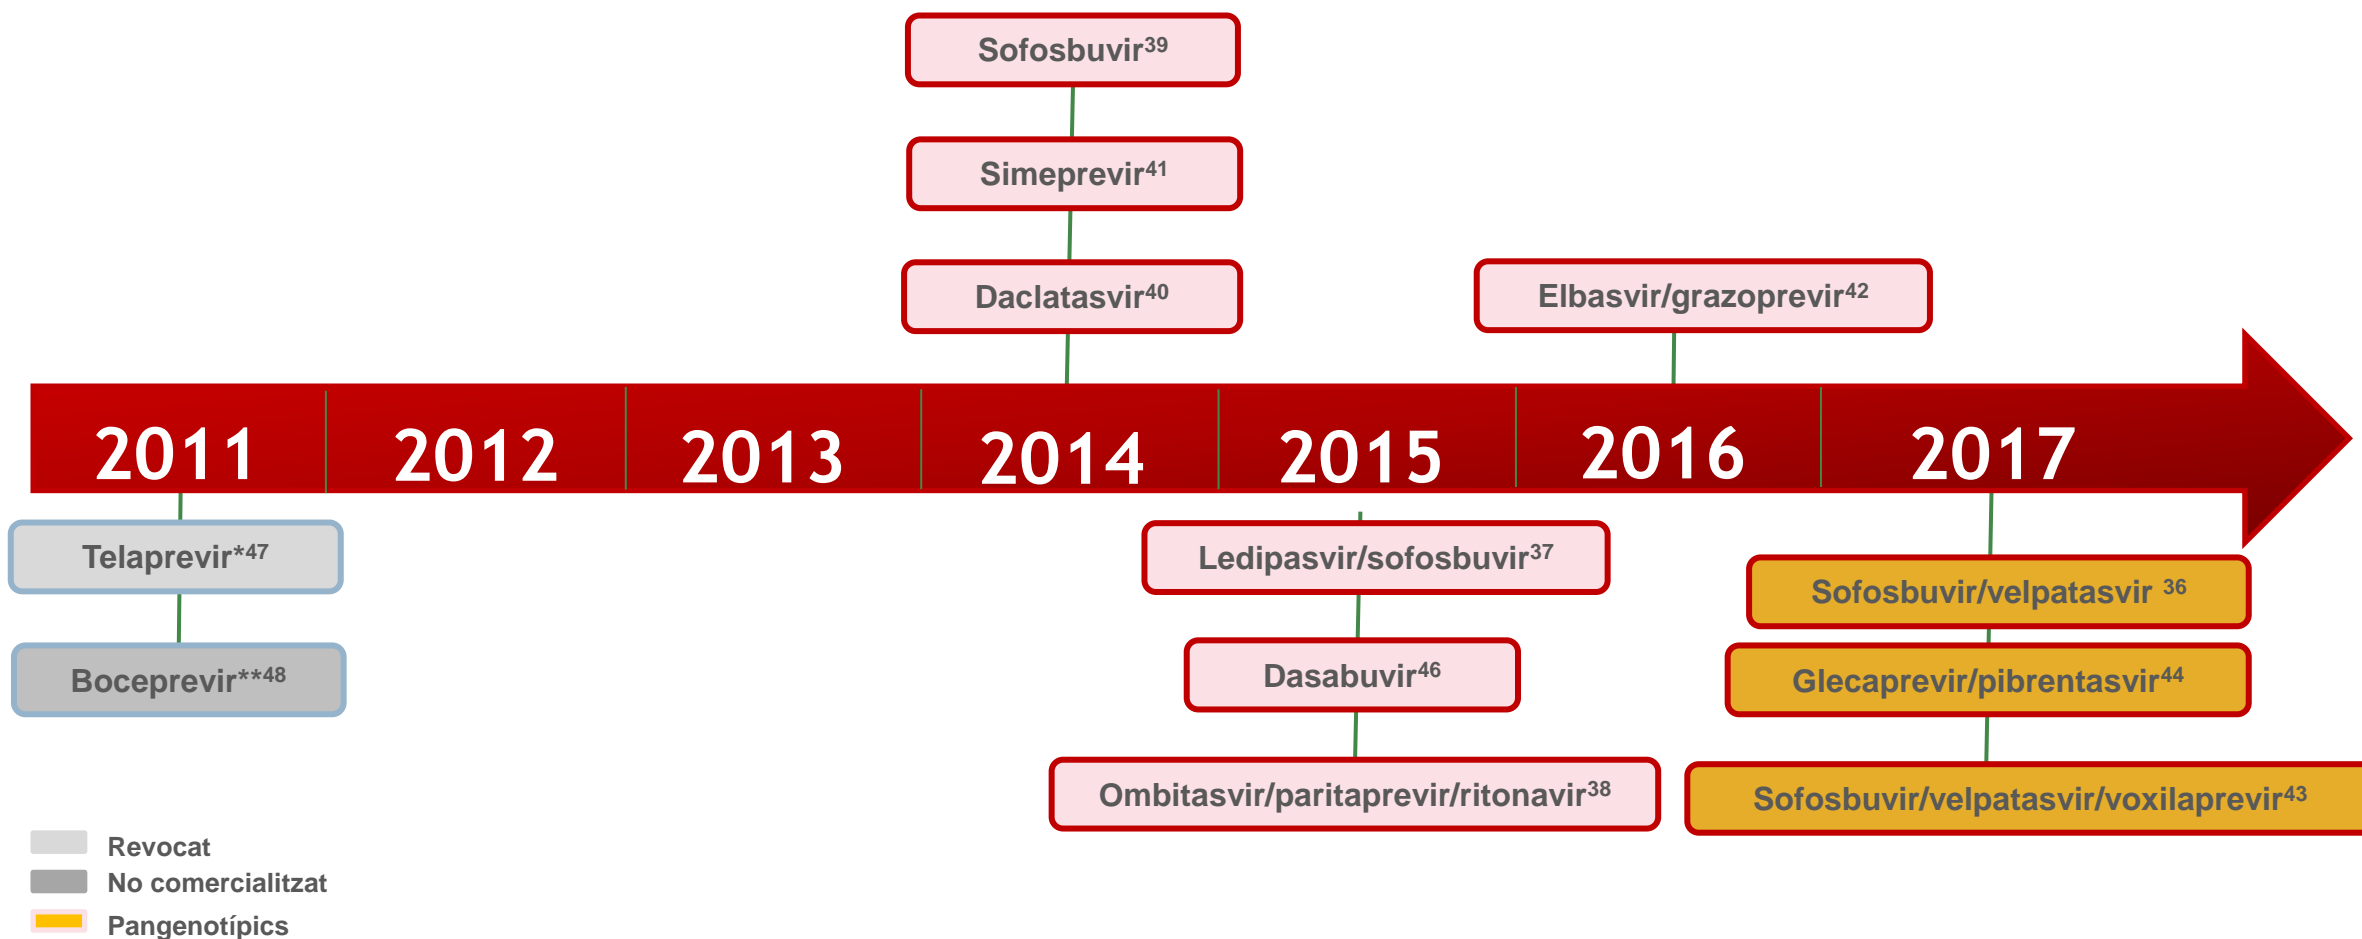 Sofosbuvir³⁹
Simeprevir⁴¹
Daclatasvir⁴⁰
Elbasvir/grazoprevir⁴²
2011 2012 2013 2014 2015 2016 2017
Telaprevir*⁴⁷
Boceprevir**⁴⁸
Ledipasvir/sofosbuvir³⁷
Dasabuvir⁴⁶
Ombitasvir/paritaprevir/ritonavir³⁸
Sofosbuvir/velpatasvir ³⁶
Glecaprevir/pibrentasvir⁴⁴
Sofosbuvir/velpatasvir/voxilaprevir⁴³
Revocat
No comercialitzat
Pangenotípics